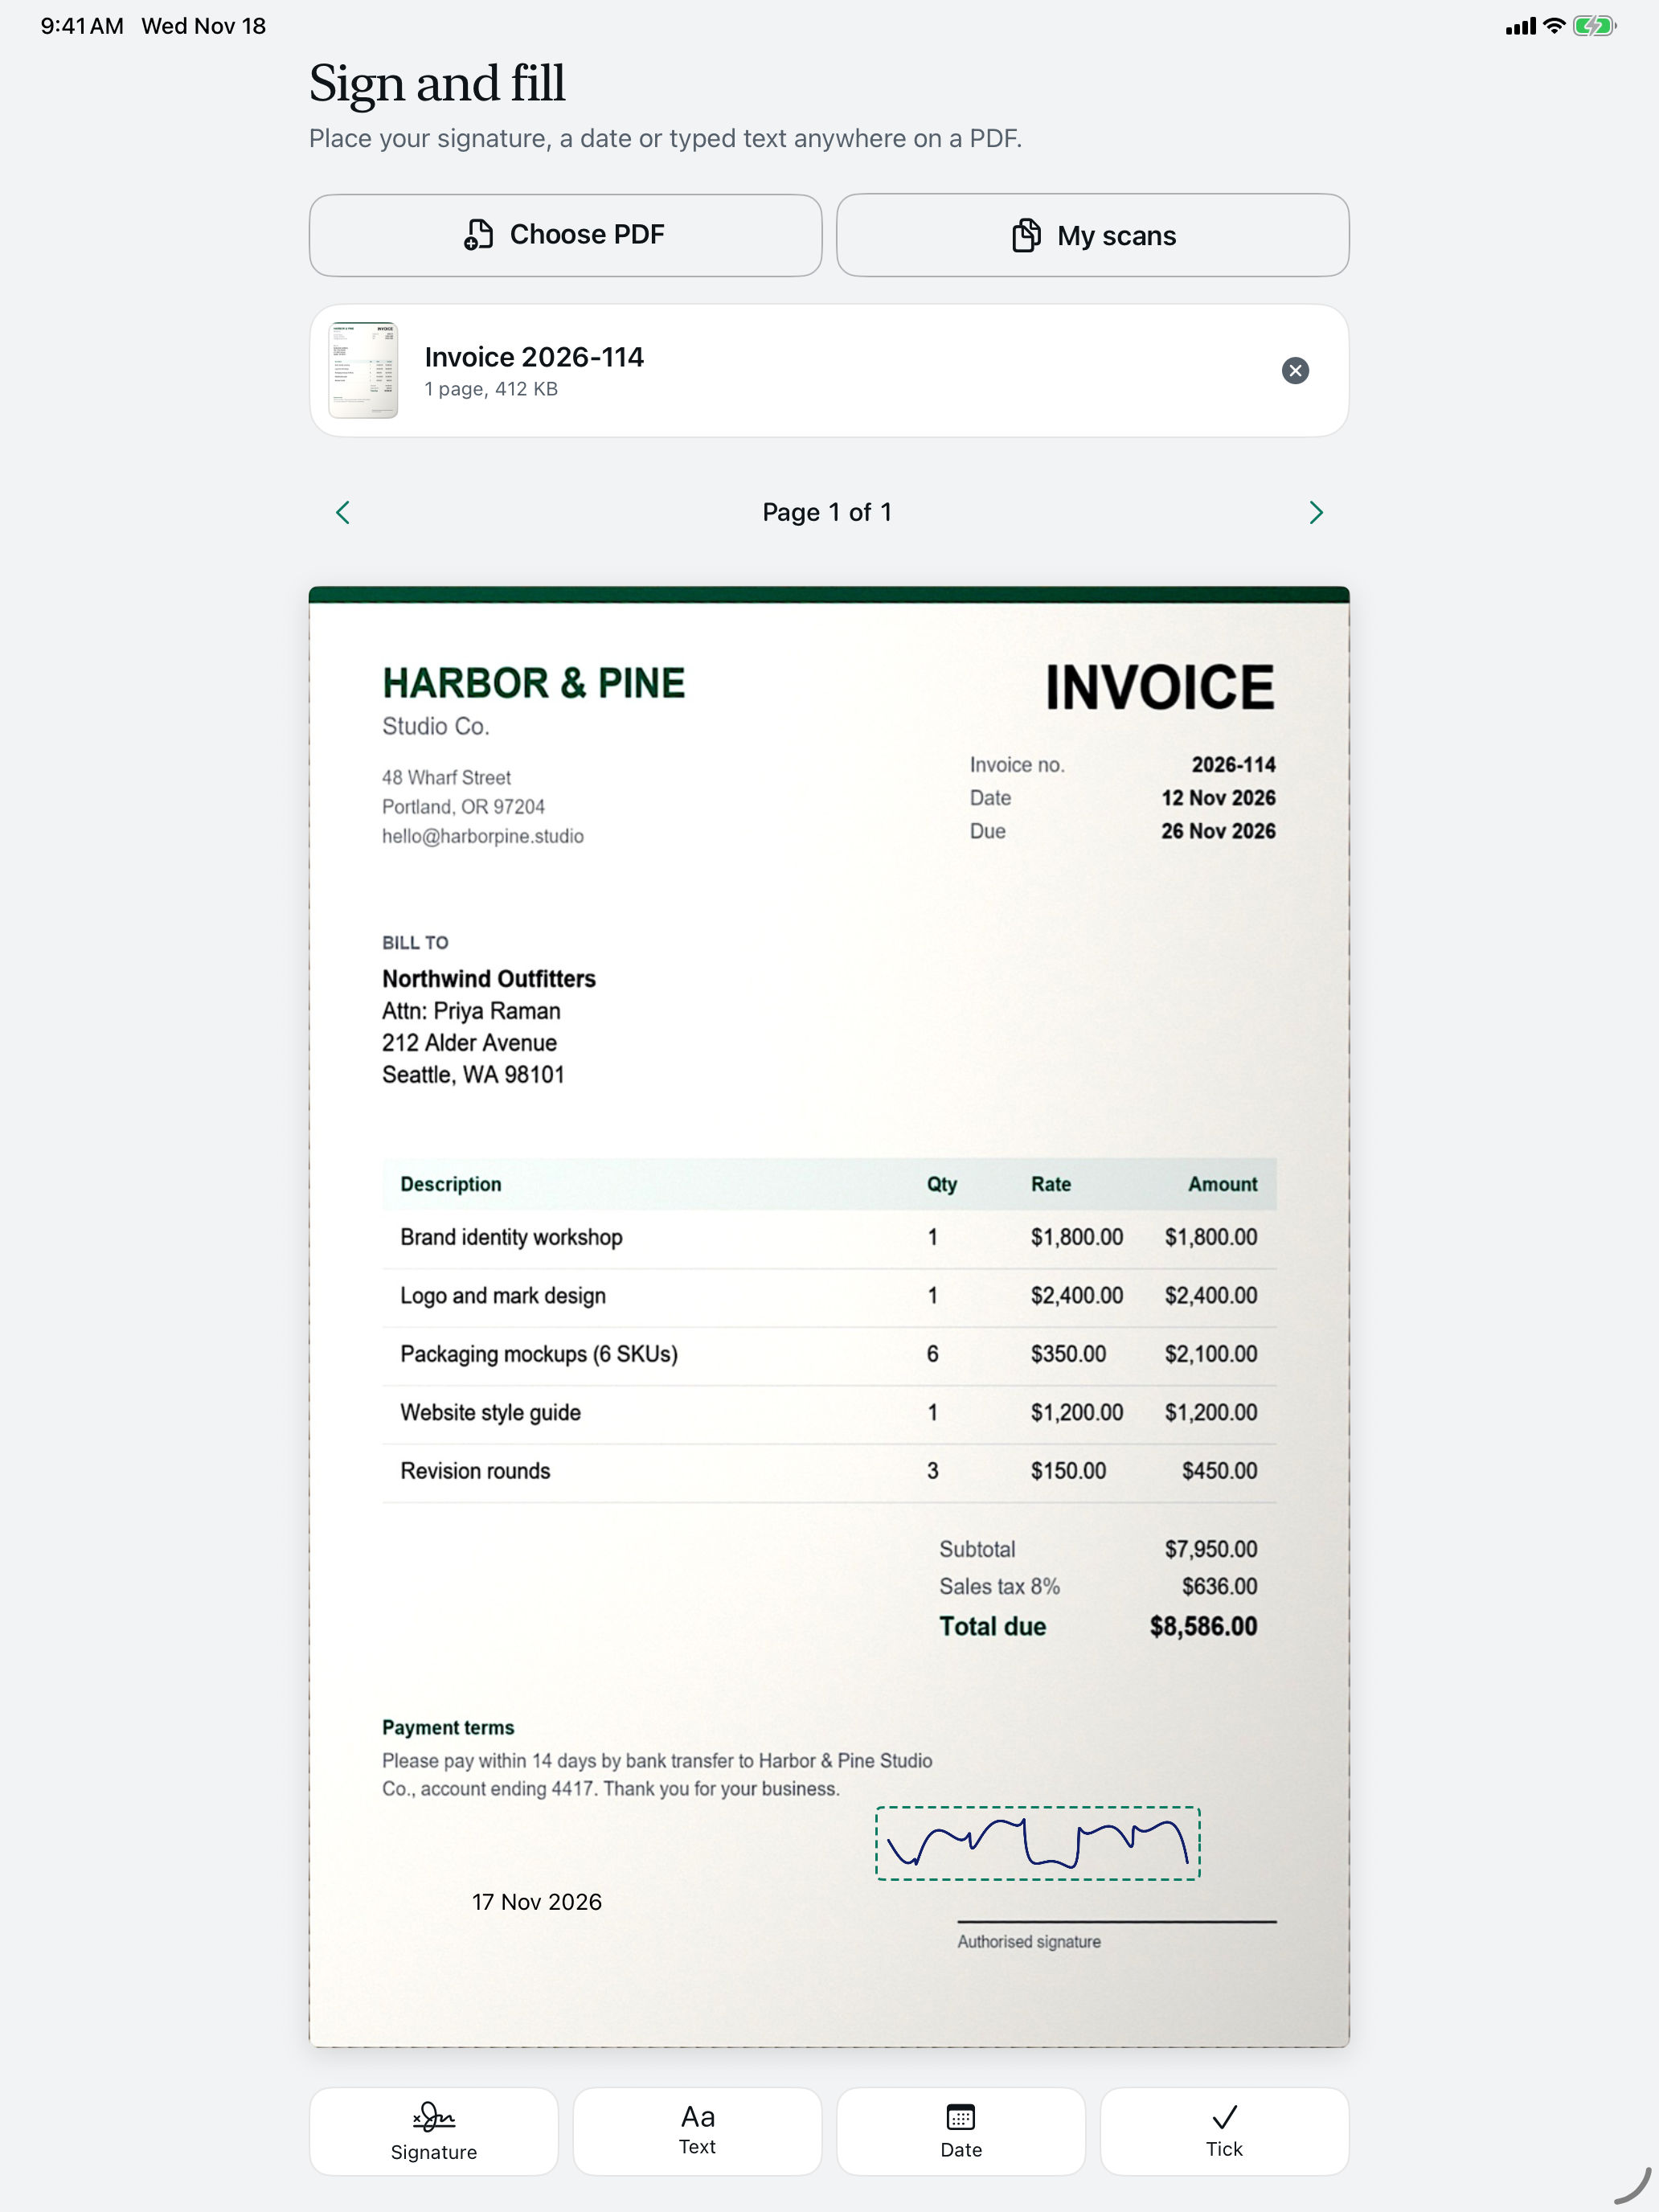 9:41 AM Wed Nov 18
Sign and fill
Place your signature, a date or typed text anywhere on a PDF.
Choose PDF
My scans
Invoice 2026-114
1 page, 412 KB
Page 1 of 1
HARBOR & PINE
Studio Co.
48 Wharf Street
Portland, OR 97204
hello@harborpine.studio
INVOICE
Invoice no. 2026-114
Date 12 Nov 2026
Due 26 Nov 2026
BILL TO
Northwind Outfitters
Attn: Priya Raman
212 Alder Avenue
Seattle, WA 98101
Description Qty Rate Amount
Brand identity workshop 1 $1,800.00 $1,800.00
Logo and mark design 1 $2,400.00 $2,400.00
Packaging mockups (6 SKUs) 6 $350.00 $2,100.00
Website style guide 1 $1,200.00 $1,200.00
Revision rounds 3 $150.00 $450.00
Subtotal $7,950.00
Sales tax 8% $636.00
Total due $8,586.00
Payment terms
Please pay within 14 days by bank transfer to Harbor & Pine Studio
Co., account ending 4417. Thank you for your business.
17 Nov 2026
Authorised signature
Signature
Aa
Text
Date
Tick